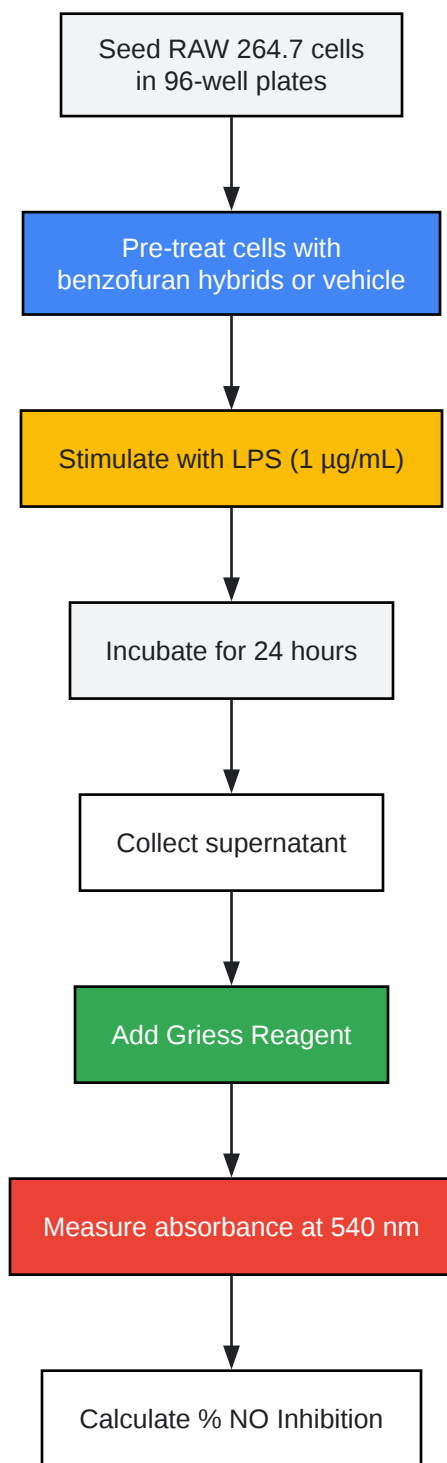 Seed RAW 264.7 cells
in 96-well plates
Pre-treat cells with
benzofuran hybrids or vehicle
Stimulate with LPS (1 µg/mL)
Incubate for 24 hours
Collect supernatant
Add Griess Reagent
Measure absorbance at 540 nm
Calculate % NO Inhibition